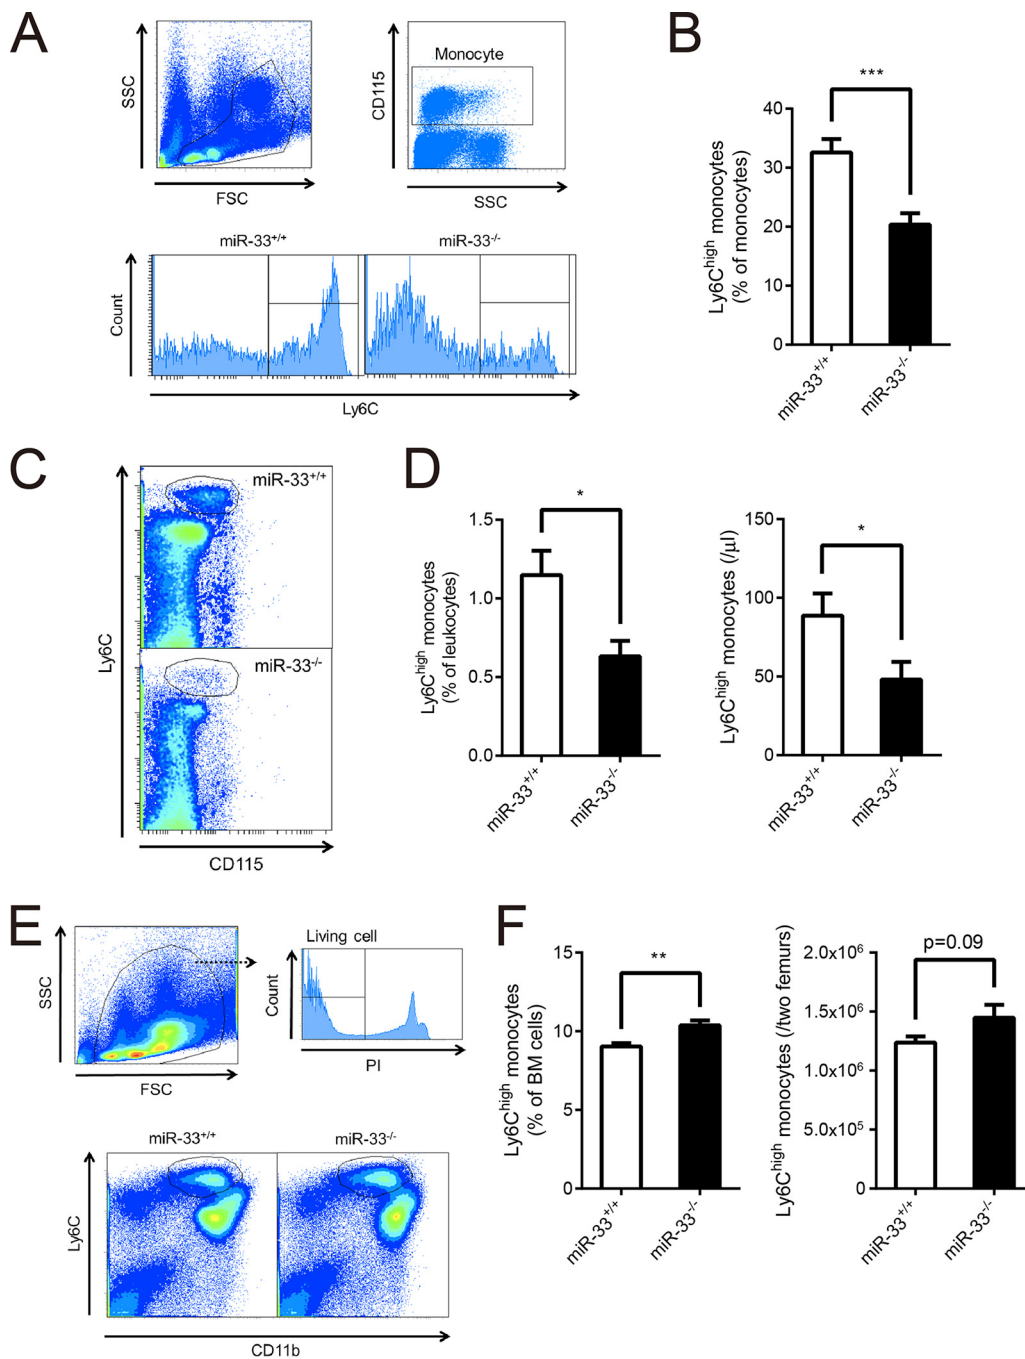 A
SSC
FSC
CD115
Monocyte
SSC
miR-33+/+
miR-33-/-
Count
Ly6C
B
Ly6Chigh monocytes
(% of monocytes)
40
30
20
10
0
***
miR-33+/+
miR-33-/-
C
miR-33+/+
miR-33-/-
Ly6C
CD115
D
Ly6Chigh monocytes
(% of leukocytes)
1.5
1.0
0.5
0.0
*
miR-33+/+
miR-33-/-
Ly6Chigh monocytes (/μl)
150
100
50
0
*
miR-33+/+
miR-33-/-
E
SSC
FSC
Living cell
Count
PI
miR-33+/+
miR-33-/-
Ly6C
CD11b
F
Ly6Chigh monocytes
(% of BM cells)
15
10
5
0
**
miR-33+/+
miR-33-/-
Ly6Chigh monocytes (/two femurs)
2.0x10⁶
1.5x10⁶
1.0x10⁶
5.0x10⁵
0
p=0.09
miR-33+/+
miR-33-/-